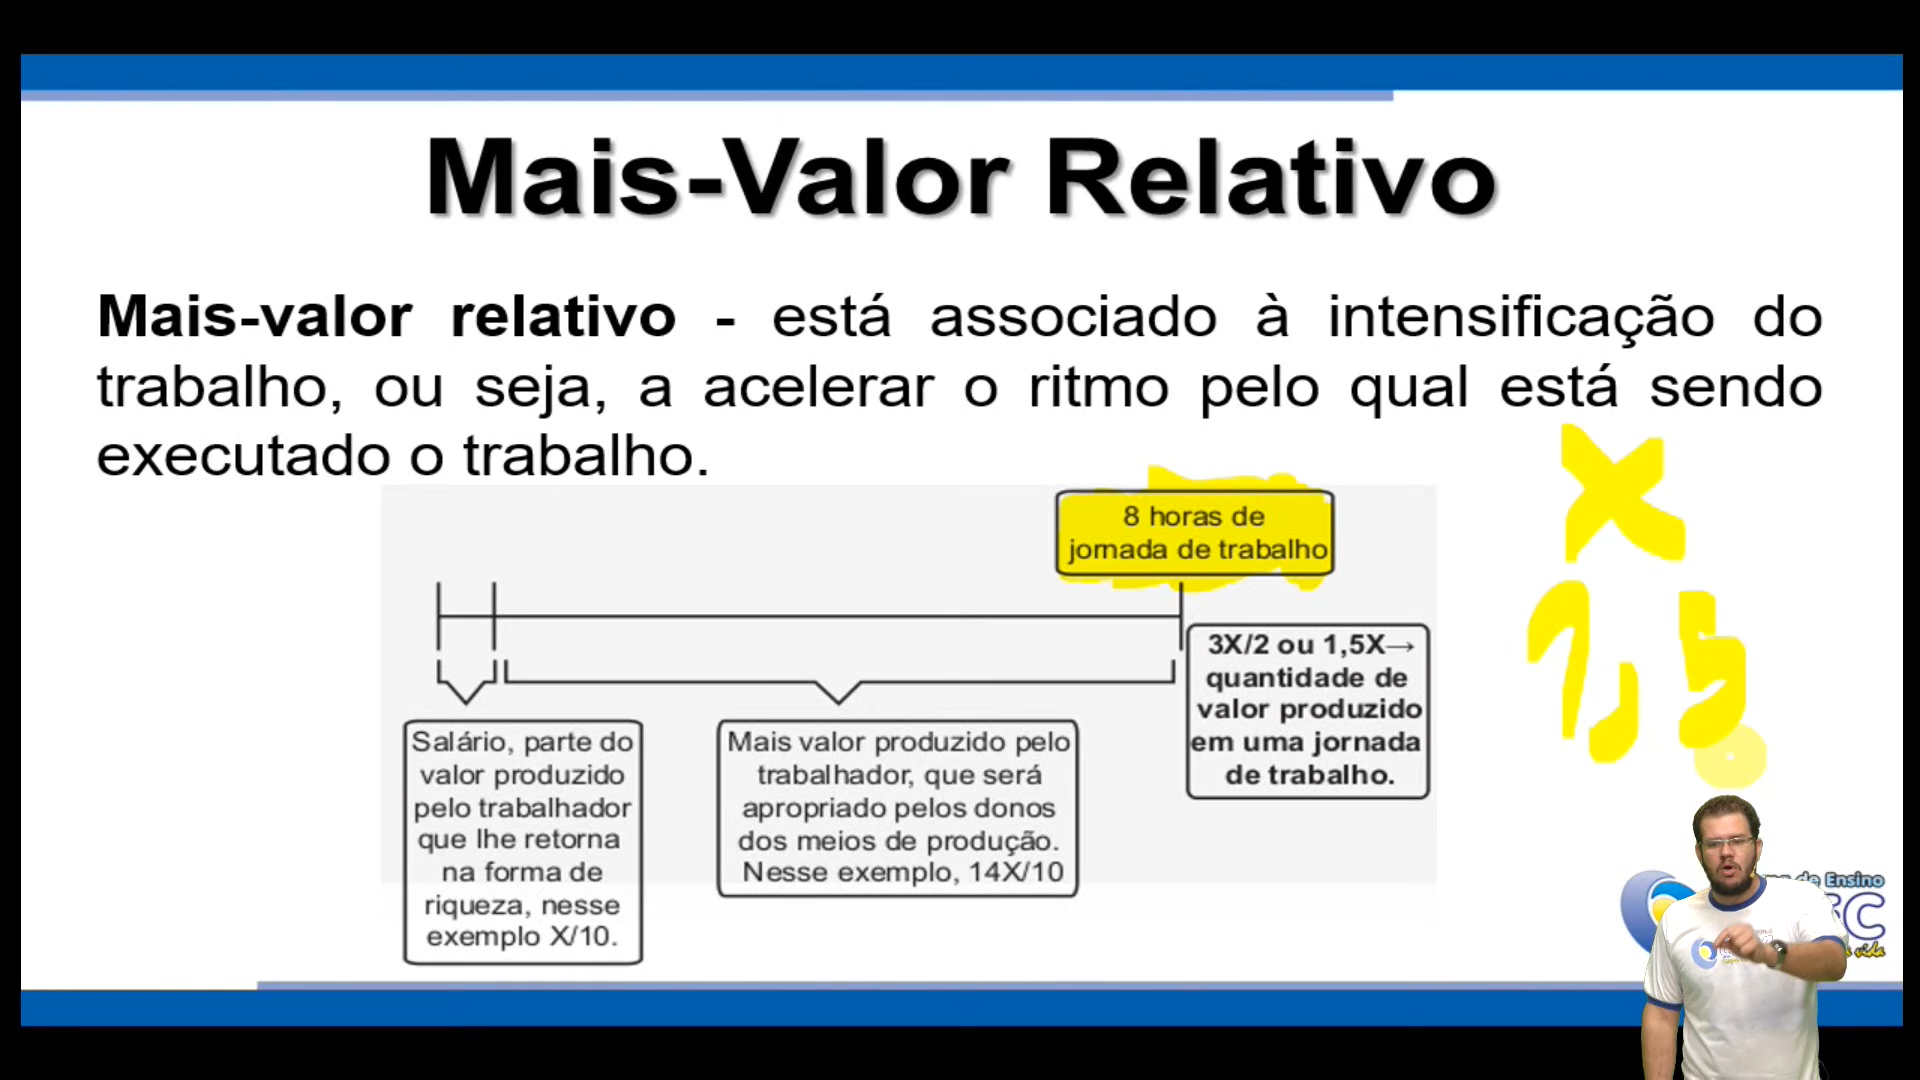 Mais-Valor Relativo
Mais-valor relativo - está associado à intensificação do
trabalho, ou seja, a acelerar o ritmo pelo qual está sendo
executado o trabalho.
X
1,5
8 horas de
jornada de trabalho
3X/2 ou 1,5X→
quantidade de
valor produzido
em uma jornada
de trabalho.
Salário, parte do
valor produzido
pelo trabalhador
que lhe retorna
na forma de
riqueza, nesse
exemplo X/10.
Mais valor produzido pelo
trabalhador, que será
apropriado pelos donos
dos meios de produção.
Nesse exemplo, 14X/10
de Ensino
vida